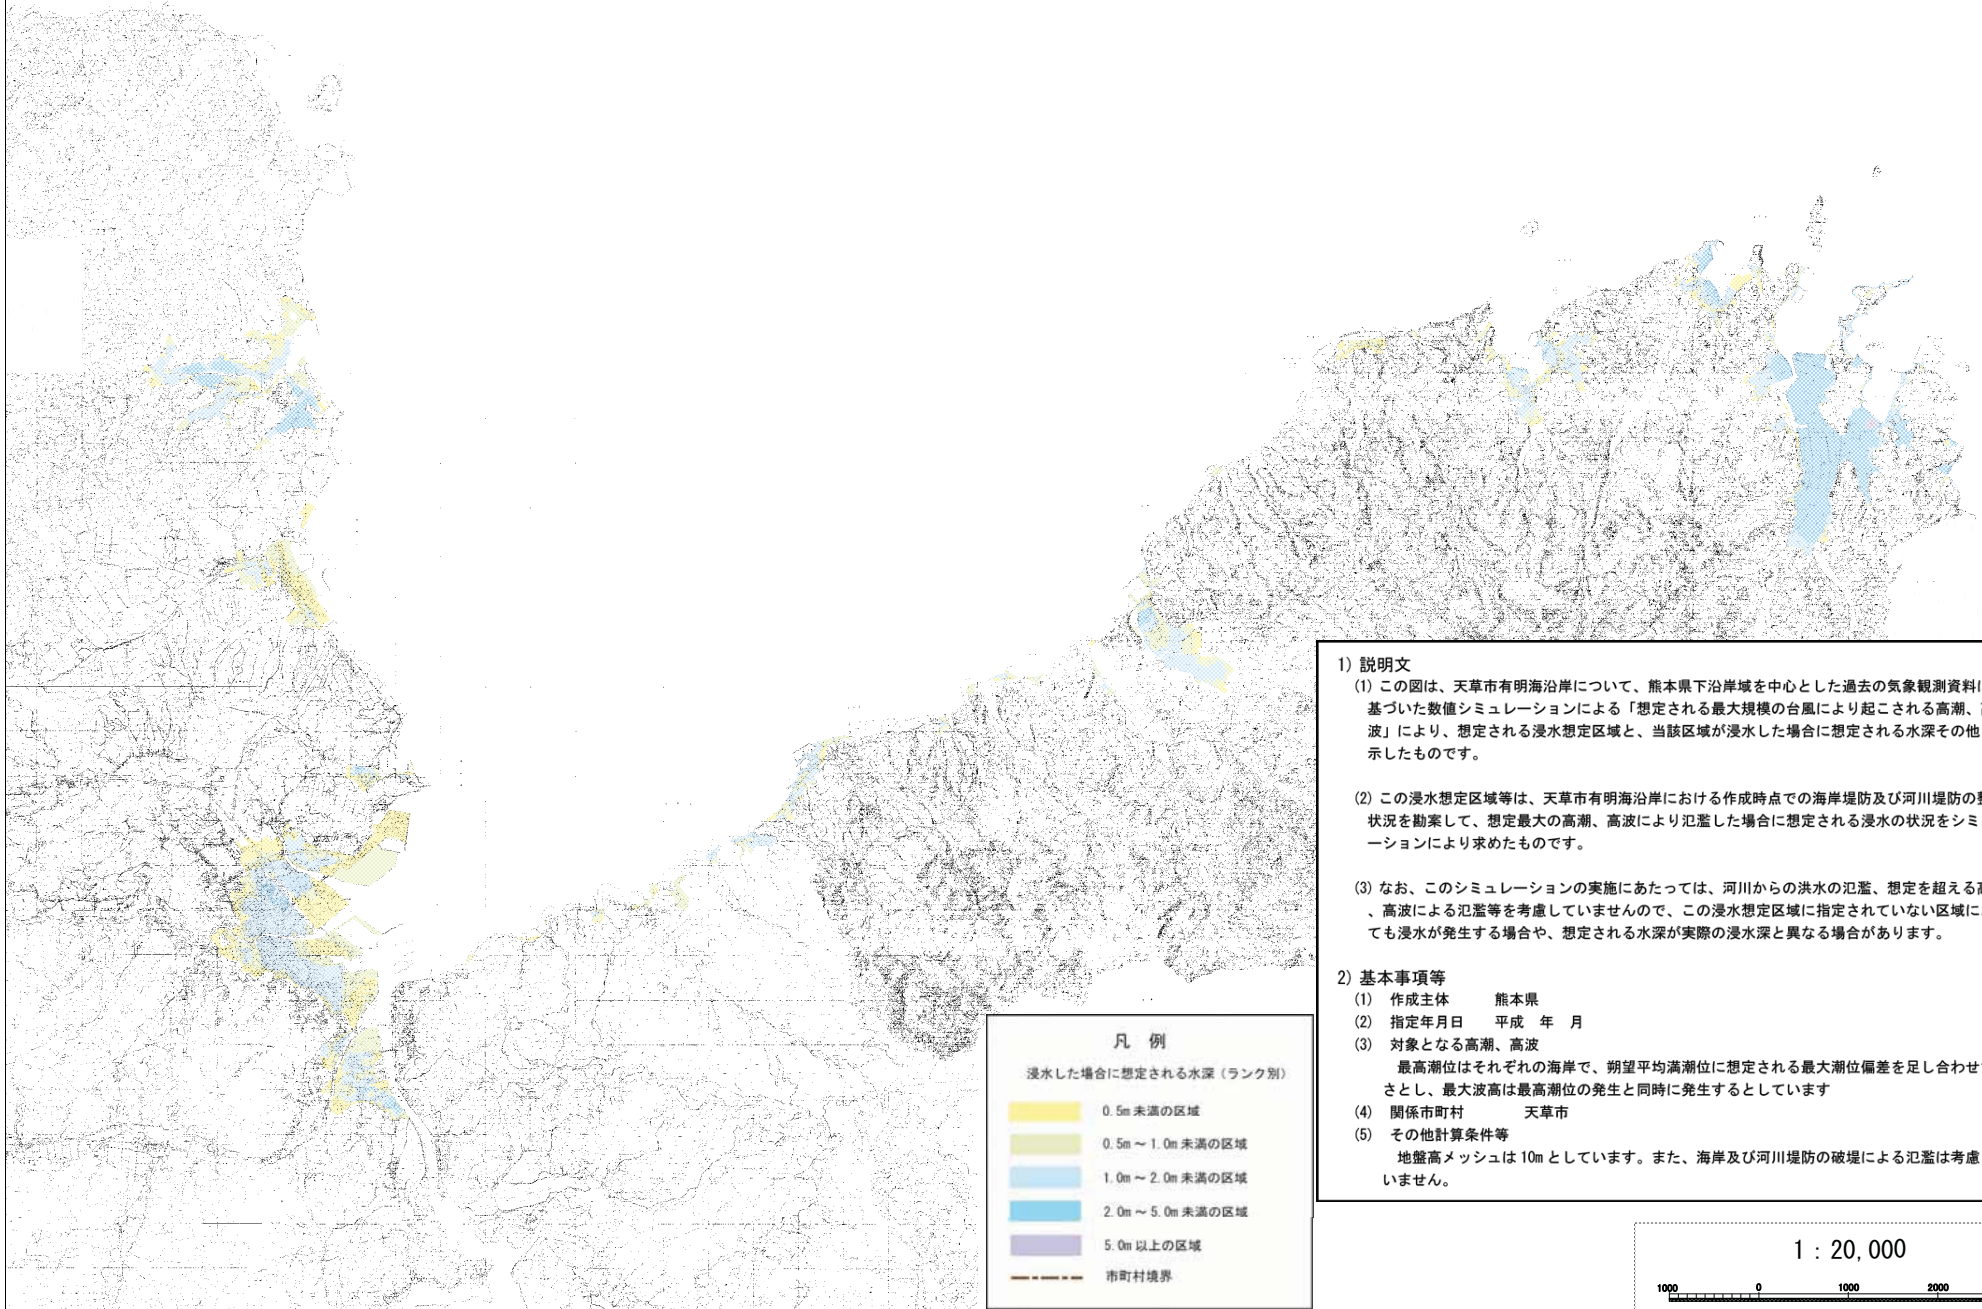 1) 説明文
(1) この図は、天草市有明海沿岸について、熊本県下沿岸域を中心とした過去の気象観測資料に
基づいた数値シミュレーションによる「想定される最大規模の台風により起こされる高潮、
波」により、想定される浸水想定区域と、当該区域が浸水した場合に想定される水深その他
示したものです。
(2) この浸水想定区域等は、天草市有明海沿岸における作成時点での海岸堤防及び河川堤防の
状況を勘案して、想定最大の高潮、高波により氾濫した場合に想定される浸水の状況をシミ
ーションにより求めたものです。
(3) なお、このシミュレーションの実施にあたっては、河川からの洪水の氾濫、想定を超える
、高波による氾濫等を考慮していませんので、この浸水想定区域に指定されていない区域に
ても浸水が発生する場合や、想定される水深が実際の浸水深と異なる場合があります。
2) 基本事項等
(1) 作成主体 熊本県
(2) 指定年月日 平成 年 月
(3) 対象となる高潮、高波
最高潮位はそれぞれの海岸で、朔望平均満潮位に想定される最大潮位偏差を足し合わせ
さとし、最大波高は最高潮位の発生と同時に発生するとしています
(4) 関係市町村 天草市
(5) その他計算条件等
地盤高メッシュは10mとしています。また、海岸及び河川堤防の破堤による氾濫は考慮
いません。
凡 例
浸水した場合に想定される水深(ランク別)
0.5m未満の区域
0.5m～1.0m未満の区域
1.0m～2.0m未満の区域
2.0m～5.0m未満の区域
5.0m以上の区域
市町村境界
1 : 20,000
1000 0 1000 2000